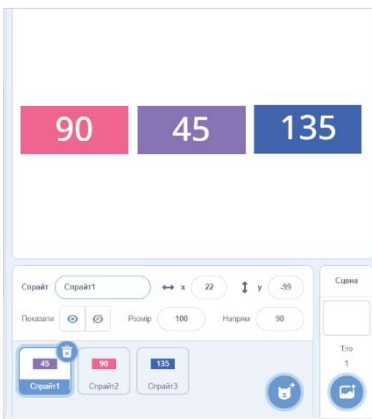 90 45 135
Спрайт Спрайт1 x 22 y -99 Сцена
Показати Розмір 100 Напрям 90
45 90 135 Тло
Спрайт1 Спрайт2 Спрайт3 1